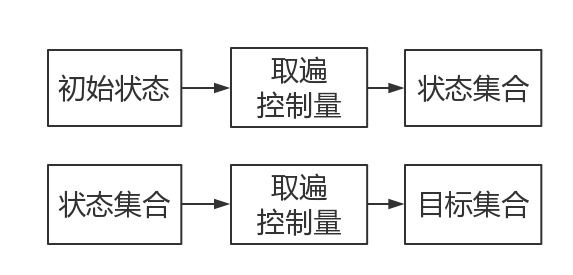 初始状态
取遍
控制量
状态集合
状态集合
取遍
控制量
目标集合